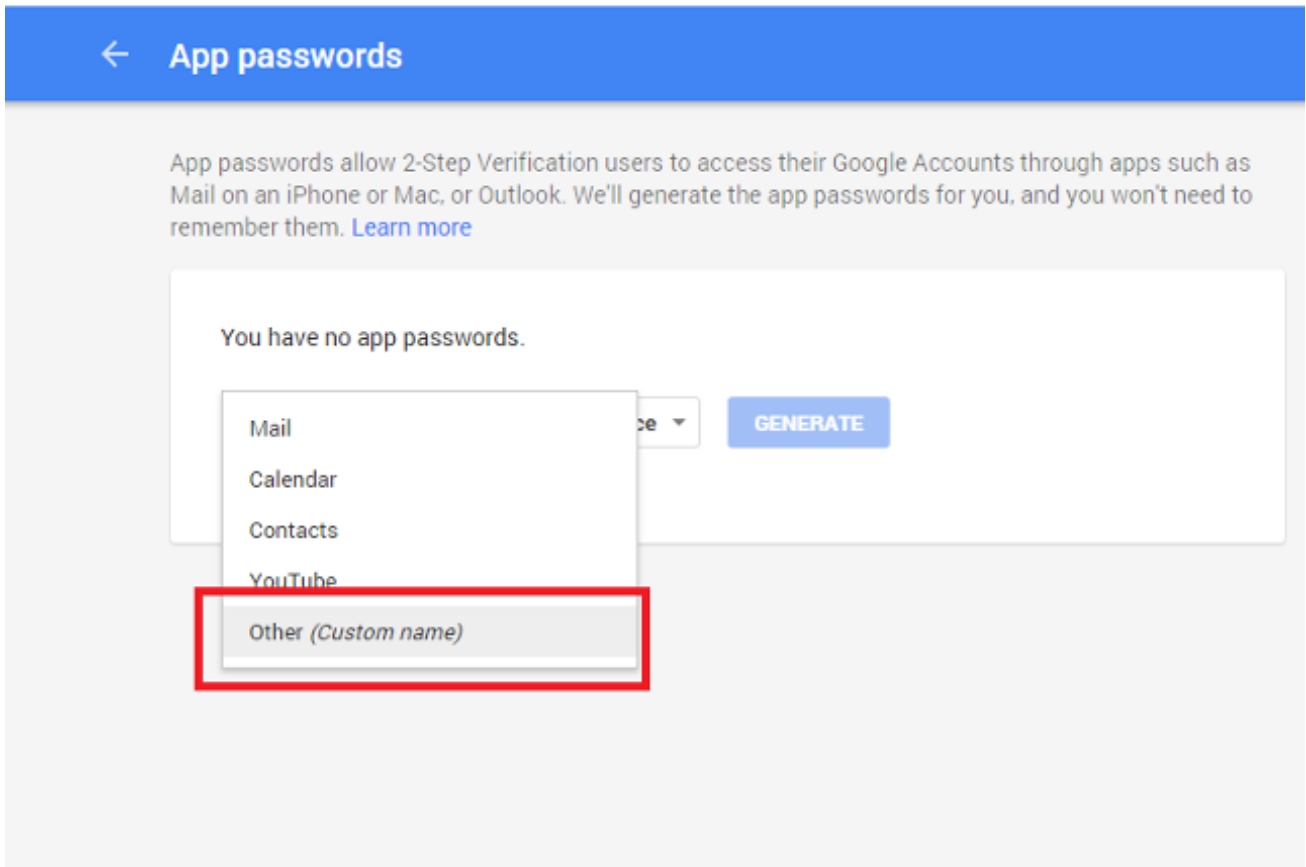 App passwords
App passwords allow 2-Step Verification users to access their Google Accounts through apps such as
Mail on an iPhone or Mac, or Outlook. We'll generate the app passwords for you, and you won't need to
remember them. Learn more
You have no app passwords.
Mail
ce GENERATE
Calendar
Contacts
YouTube
Other (Custom name)